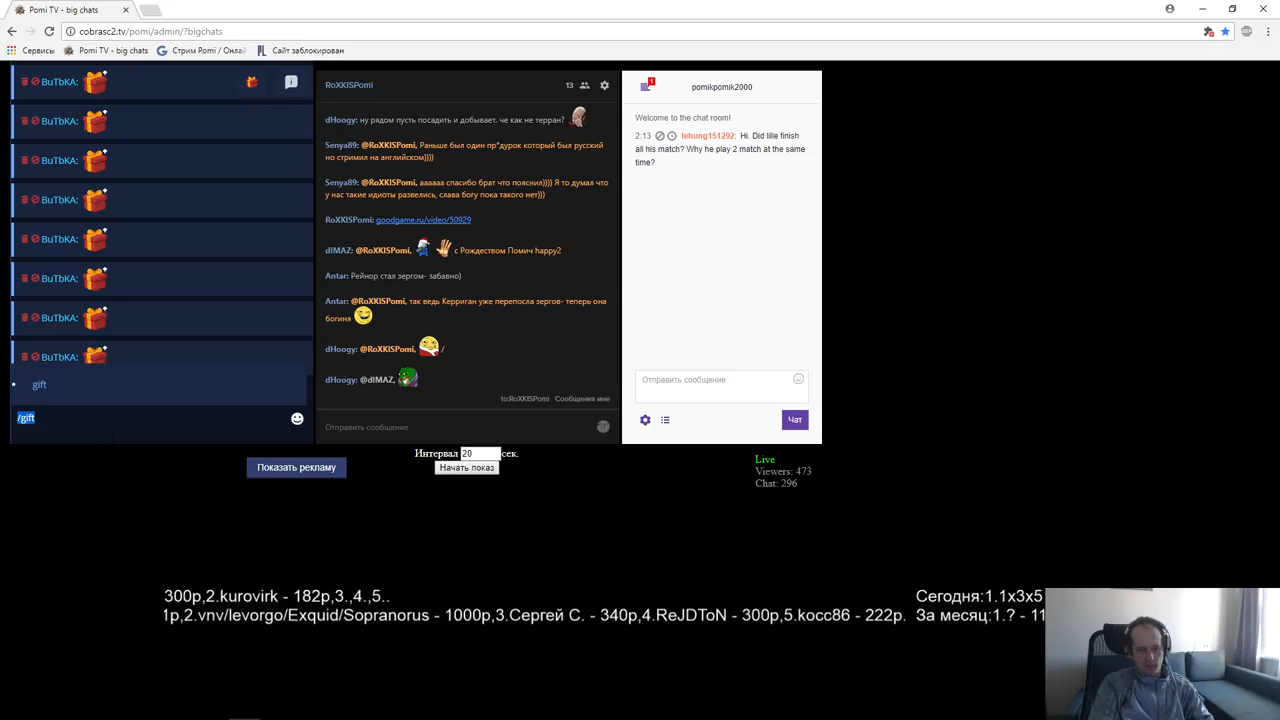 Pomi TV - big chats
cobrasc2.tv/pomi/admin/?bigchats
Сервисы
Pomi TV - big chats
Стрим Pomi / Онлай
Сайт заблокирован
BuTbKA:
BuTbKA:
BuTbKA:
BuTbKA:
BuTbKA:
BuTbKA:
BuTbKA:
BuTbKA:
gift
/gift
Показать рекламу
RoXKISPomi
13
dHoogy: ну рядом пусть посадить и добывает. че как не терран?
Senya89: @RoXKISPomi, Раньше был один пр*дурок который был русский
но стримил на английском))))
Senya89: @RoXKISPomi, аааааа спасибо брат что пояснил)))) Я то думал что
у нас такие идиоты развелись, слава богу пока такого нет)))
RoXKISPomi: goodgame.ru/video/50929
dIMAZ: @RoXKISPomi, с Рождеством Помич happy2
Antar: Рейнор стал зергом- забавно)
Antar: @RoXKISPomi, так ведь Керриган уже перепосла зергов- теперь она
богиня
dHoogy: @RoXKISPomi, /
dHoogy: @dIMAZ,
to:RoXKISPomi Сообщения мне
Отправить сообщение
Интервал 20 сек.
Начать показ
pomikpomik2000
Welcome to the chat room!
2:13 lehung151292: Hi. Did lille finish
all his match? Why he play 2 match at the same
time?
Отправить сообщение
Чат
Live
Viewers: 473
Chat: 296
300р,2.kurovirk - 182р,3.,4.,5.. Сегодня:1.1x3x5
1р,2.vnv/levorgo/Exquid/Sopranorus - 1000р,3.Сергей С. - 340р,4.ReJDToN - 300р,5.kocc86 - 222р. За месяц:1.? - 11